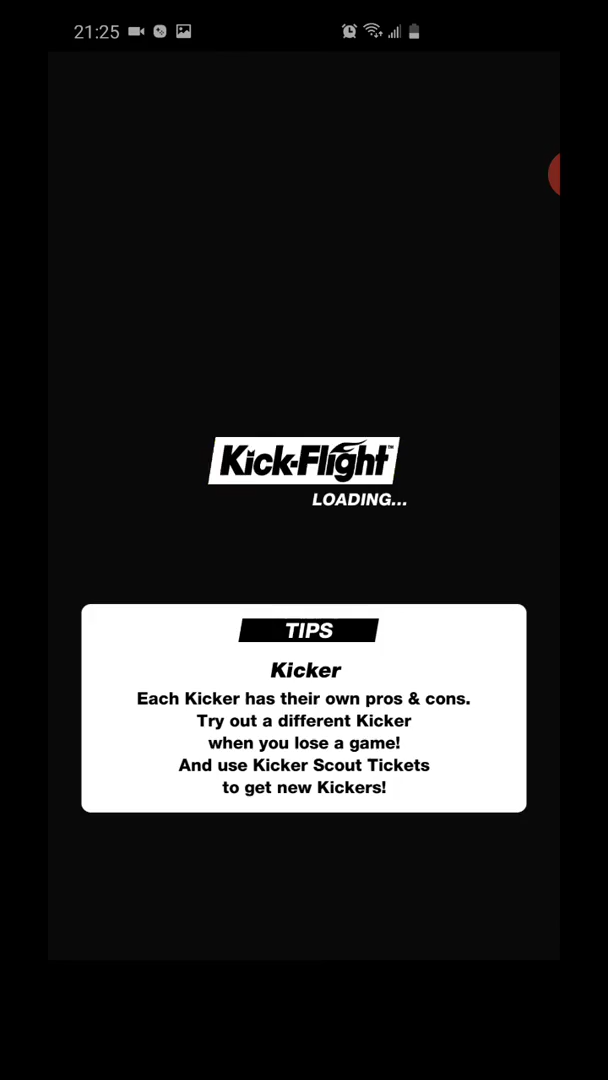 21:25
Kick-Flight™
LOADING...
TIPS
Kicker
Each Kicker has their own pros & cons.
Try out a different Kicker
when you lose a game!
And use Kicker Scout Tickets
to get new Kickers!